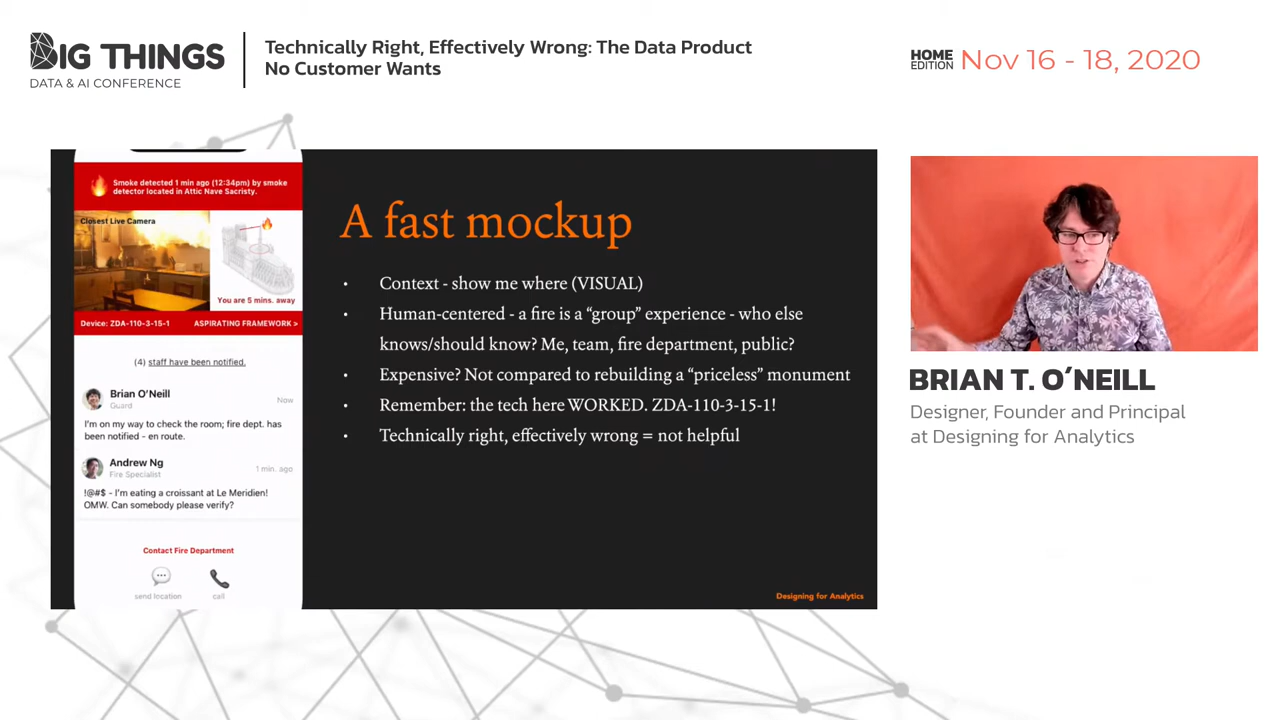 BIG THINGS
DATA & AI CONFERENCE
Technically Right, Effectively Wrong: The Data Product
No Customer Wants
HOME
EDITION
Nov 16 - 18, 2020
Smoke detected 1 min ago (12:34pm) by smoke
detector located in Attic Nave Sacristy.
Closest Live Camera
You are 5 mins. away
Device: ZDA-110-3-15-1
ASPIRATING FRAMEWORK >
(4) staff have been notified.
Brian O'Neill
Now
Guard
I'm on my way to check the room; fire dept. has
been notified - en route.
Andrew Ng
1 min. ago
Fire Specialist
!@#$ - I'm eating a croissant at Le Meridien!
OMW. Can somebody please verify?
Contact Fire Department
send location
call
A fast mockup
• Context - show me where (VISUAL)
• Human-centered - a fire is a “group” experience - who else
knows/should know? Me, team, fire department, public?
• Expensive? Not compared to rebuilding a “priceless” monument
• Remember: the tech here WORKED. ZDA-110-3-15-1!
• Technically right, effectively wrong = not helpful
Designing for Analytics
BRIAN T. O´NEILL
Designer, Founder and Principal
at Designing for Analytics